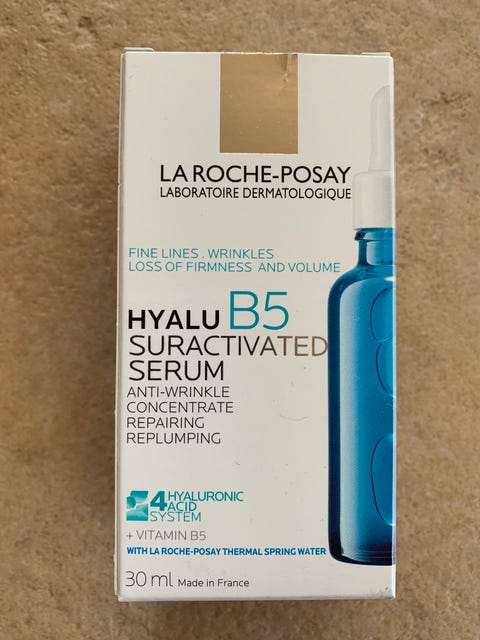 LA ROCHE-POSAY
LABORATOIRE DERMATOLOGIQUE
FINE LINES . WRINKLES
LOSS OF FIRMNESS AND VOLUME
HYALU B5
SURACTIVATED
SERUM
ANTI-WRINKLE
CONCENTRATE
REPAIRING
REPLUMPING
4 HYALURONIC
ACID
SYSTEM
+ VITAMIN B5
WITH LA ROCHE-POSAY THERMAL SPRING WATER
30 ml Made in France